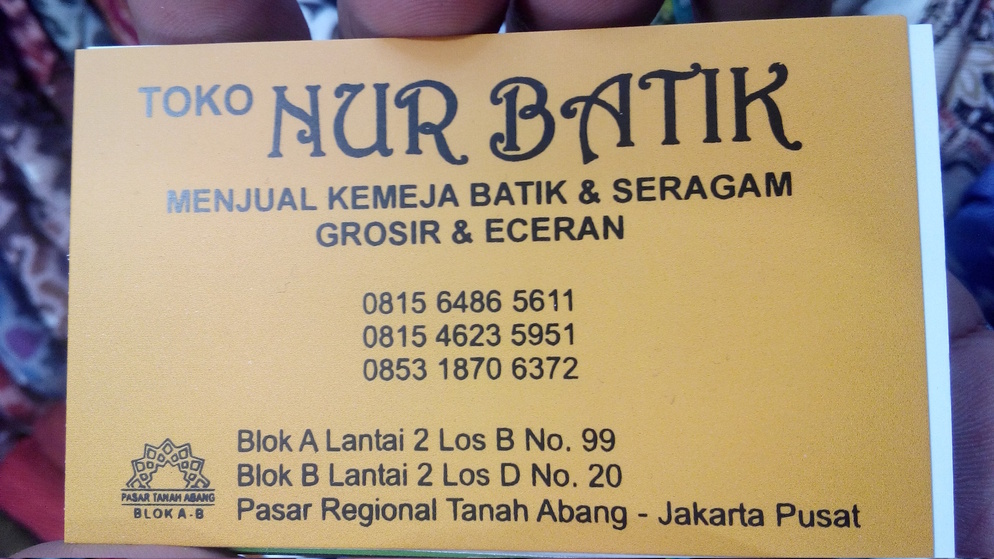 TOKO NUR BATIK
MENJUAL KEMEJA BATIK & SERAGAM
GROSIR & ECERAN
0815 6486 5611
0815 4623 5951
0853 1870 6372
Blok A Lantai 2 Los B No. 99
Blok B Lantai 2 Los D No. 20
Pasar Regional Tanah Abang - Jakarta Pusat
PASAR TANAH ABANG
BLOK A - B